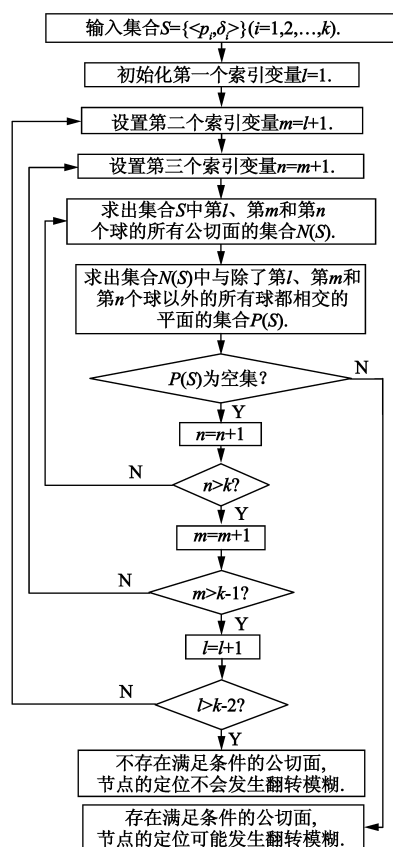 输入集合S={<pᵢ,δᵢ>}(i=1,2,…,k).
初始化第一个索引变量l=1.
设置第二个索引变量m=l+1.
设置第三个索引变量n=m+1.
求出集合S中第l、第m和第n
个球的所有公切面的集合N(S).
求出集合N(S)中与除了第l、第m和
第n个球以外的所有球都相交的
平面的集合P(S).
P(S)为空集?
N
Y
n=n+1
N
n>k?
Y
m=m+1
N
m>k-1?
Y
l=l+1
N
l>k-2?
Y
不存在满足条件的公切面,
节点的定位不会发生翻转模糊.
存在满足条件的公切面,
节点的定位可能发生翻转模糊.